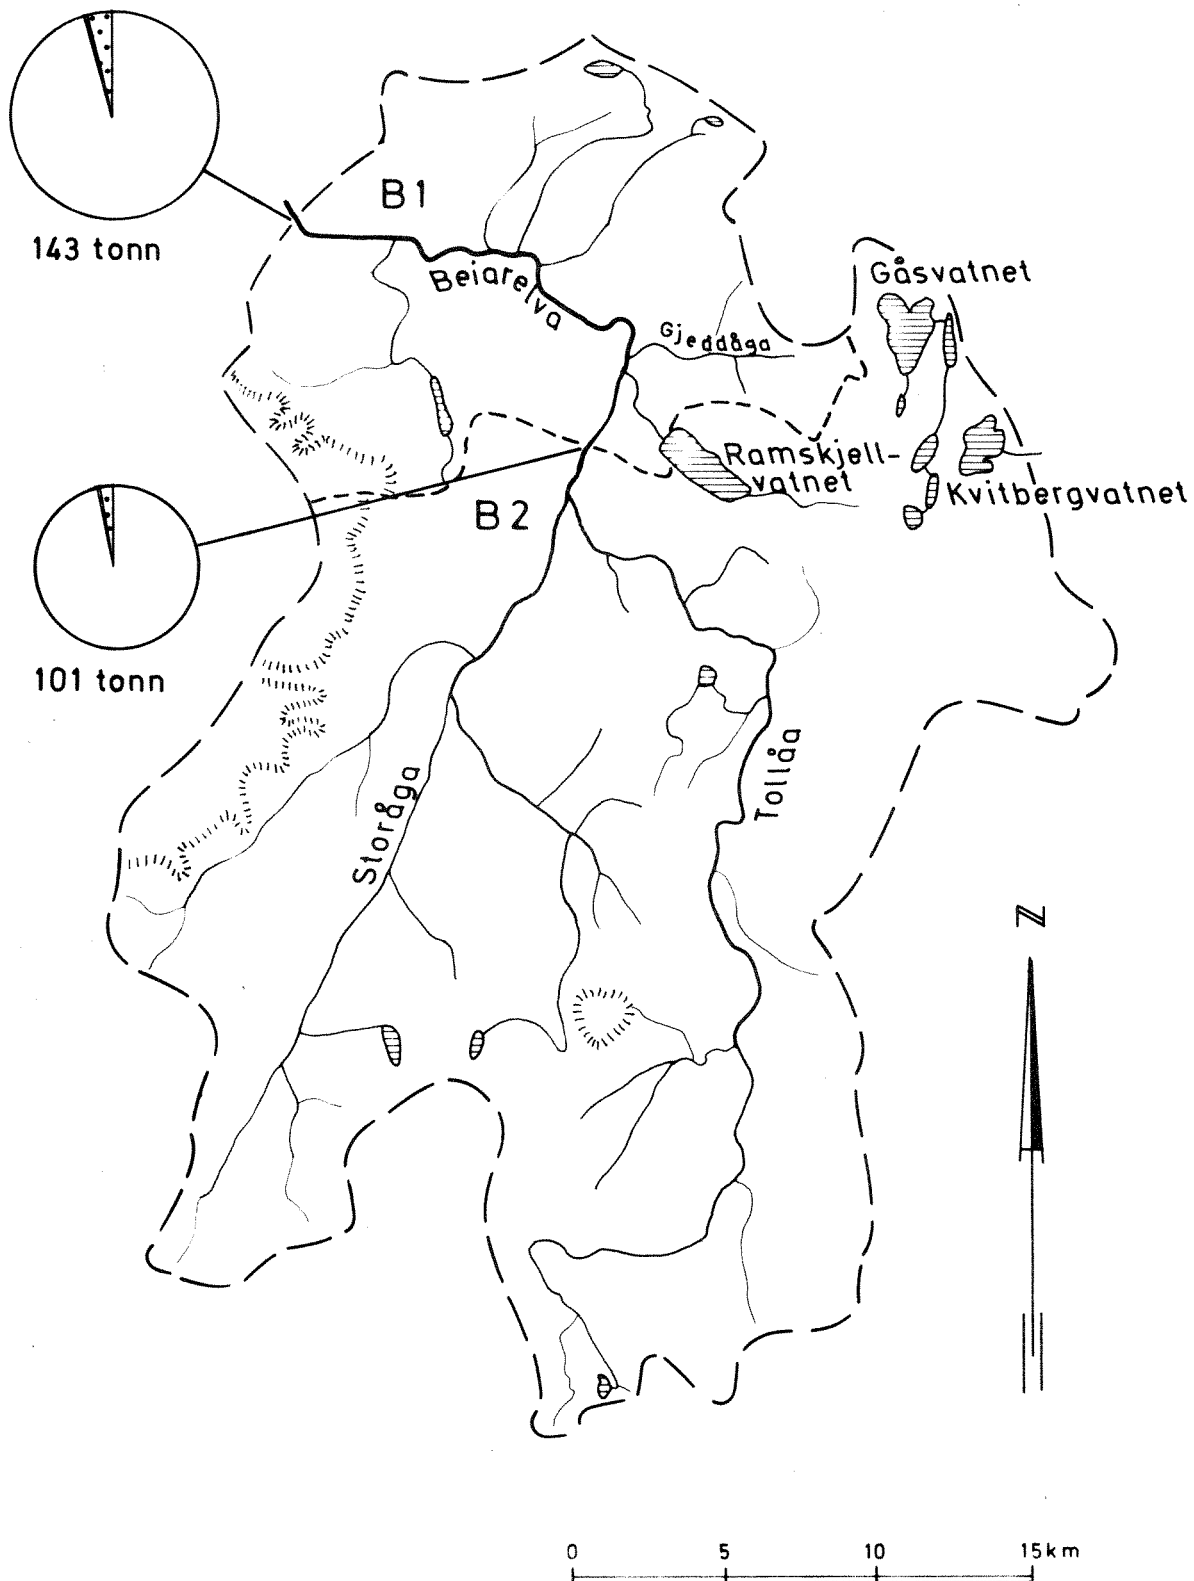 B1
143 tonn
Beiarelva
Gåsvatnet
Gjeddåga
Ramskjell-
vatnet
Kvitbergvatnet
B2
101 tonn
Storåga
Tollåa
N
0 5 10 15km